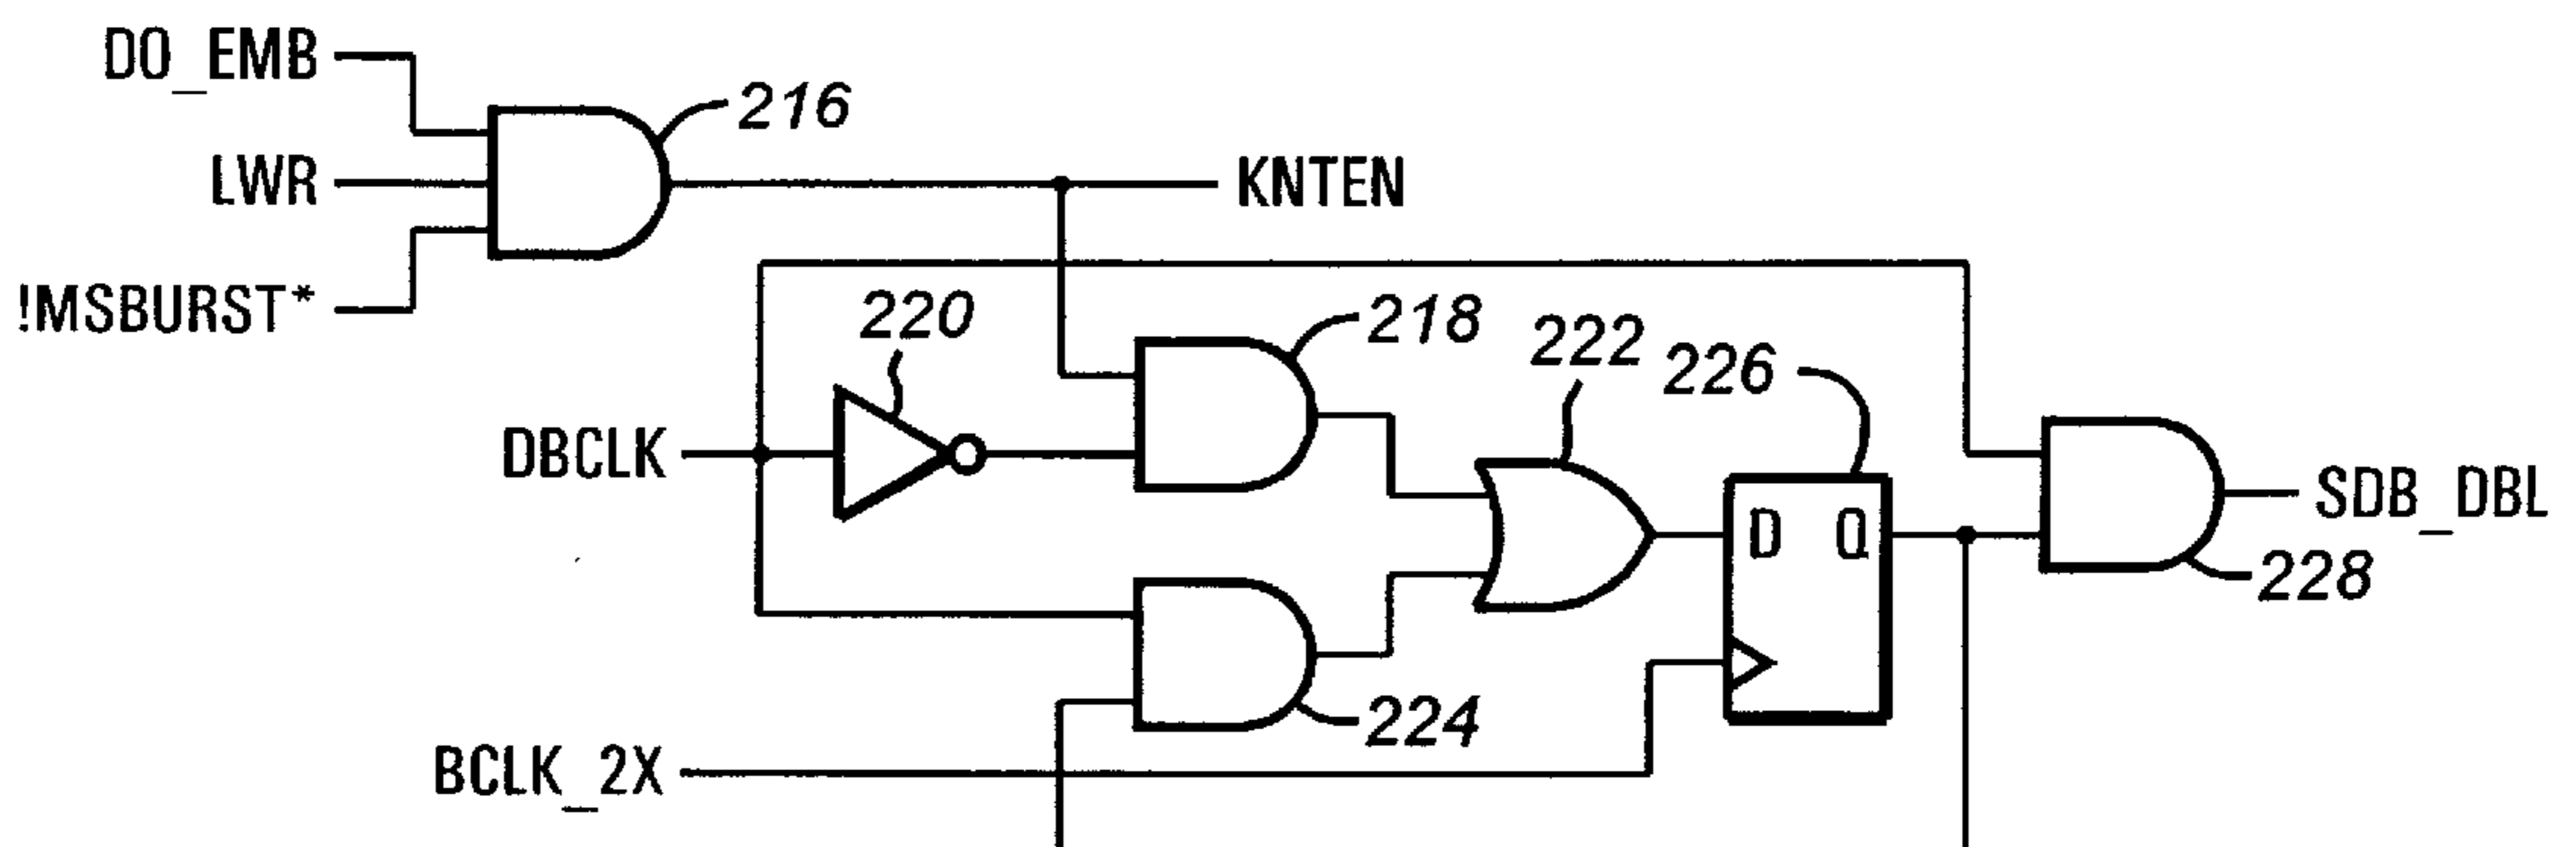 DO_EMB
216
LWR
KNTEN
!MSBURST*
220
218
222
226
DBCLK
D Q
SDB_DBL
228
224
BCLK_2X